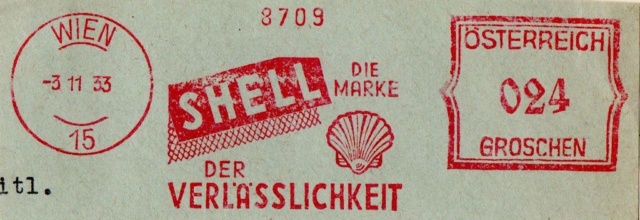 8709
WIEN
-3 11 33
15
SHELL
DIE
MARKE
DER
VERLÄSSLICHKEIT
ÖSTERREICH
024
GROSCHEN
itl.